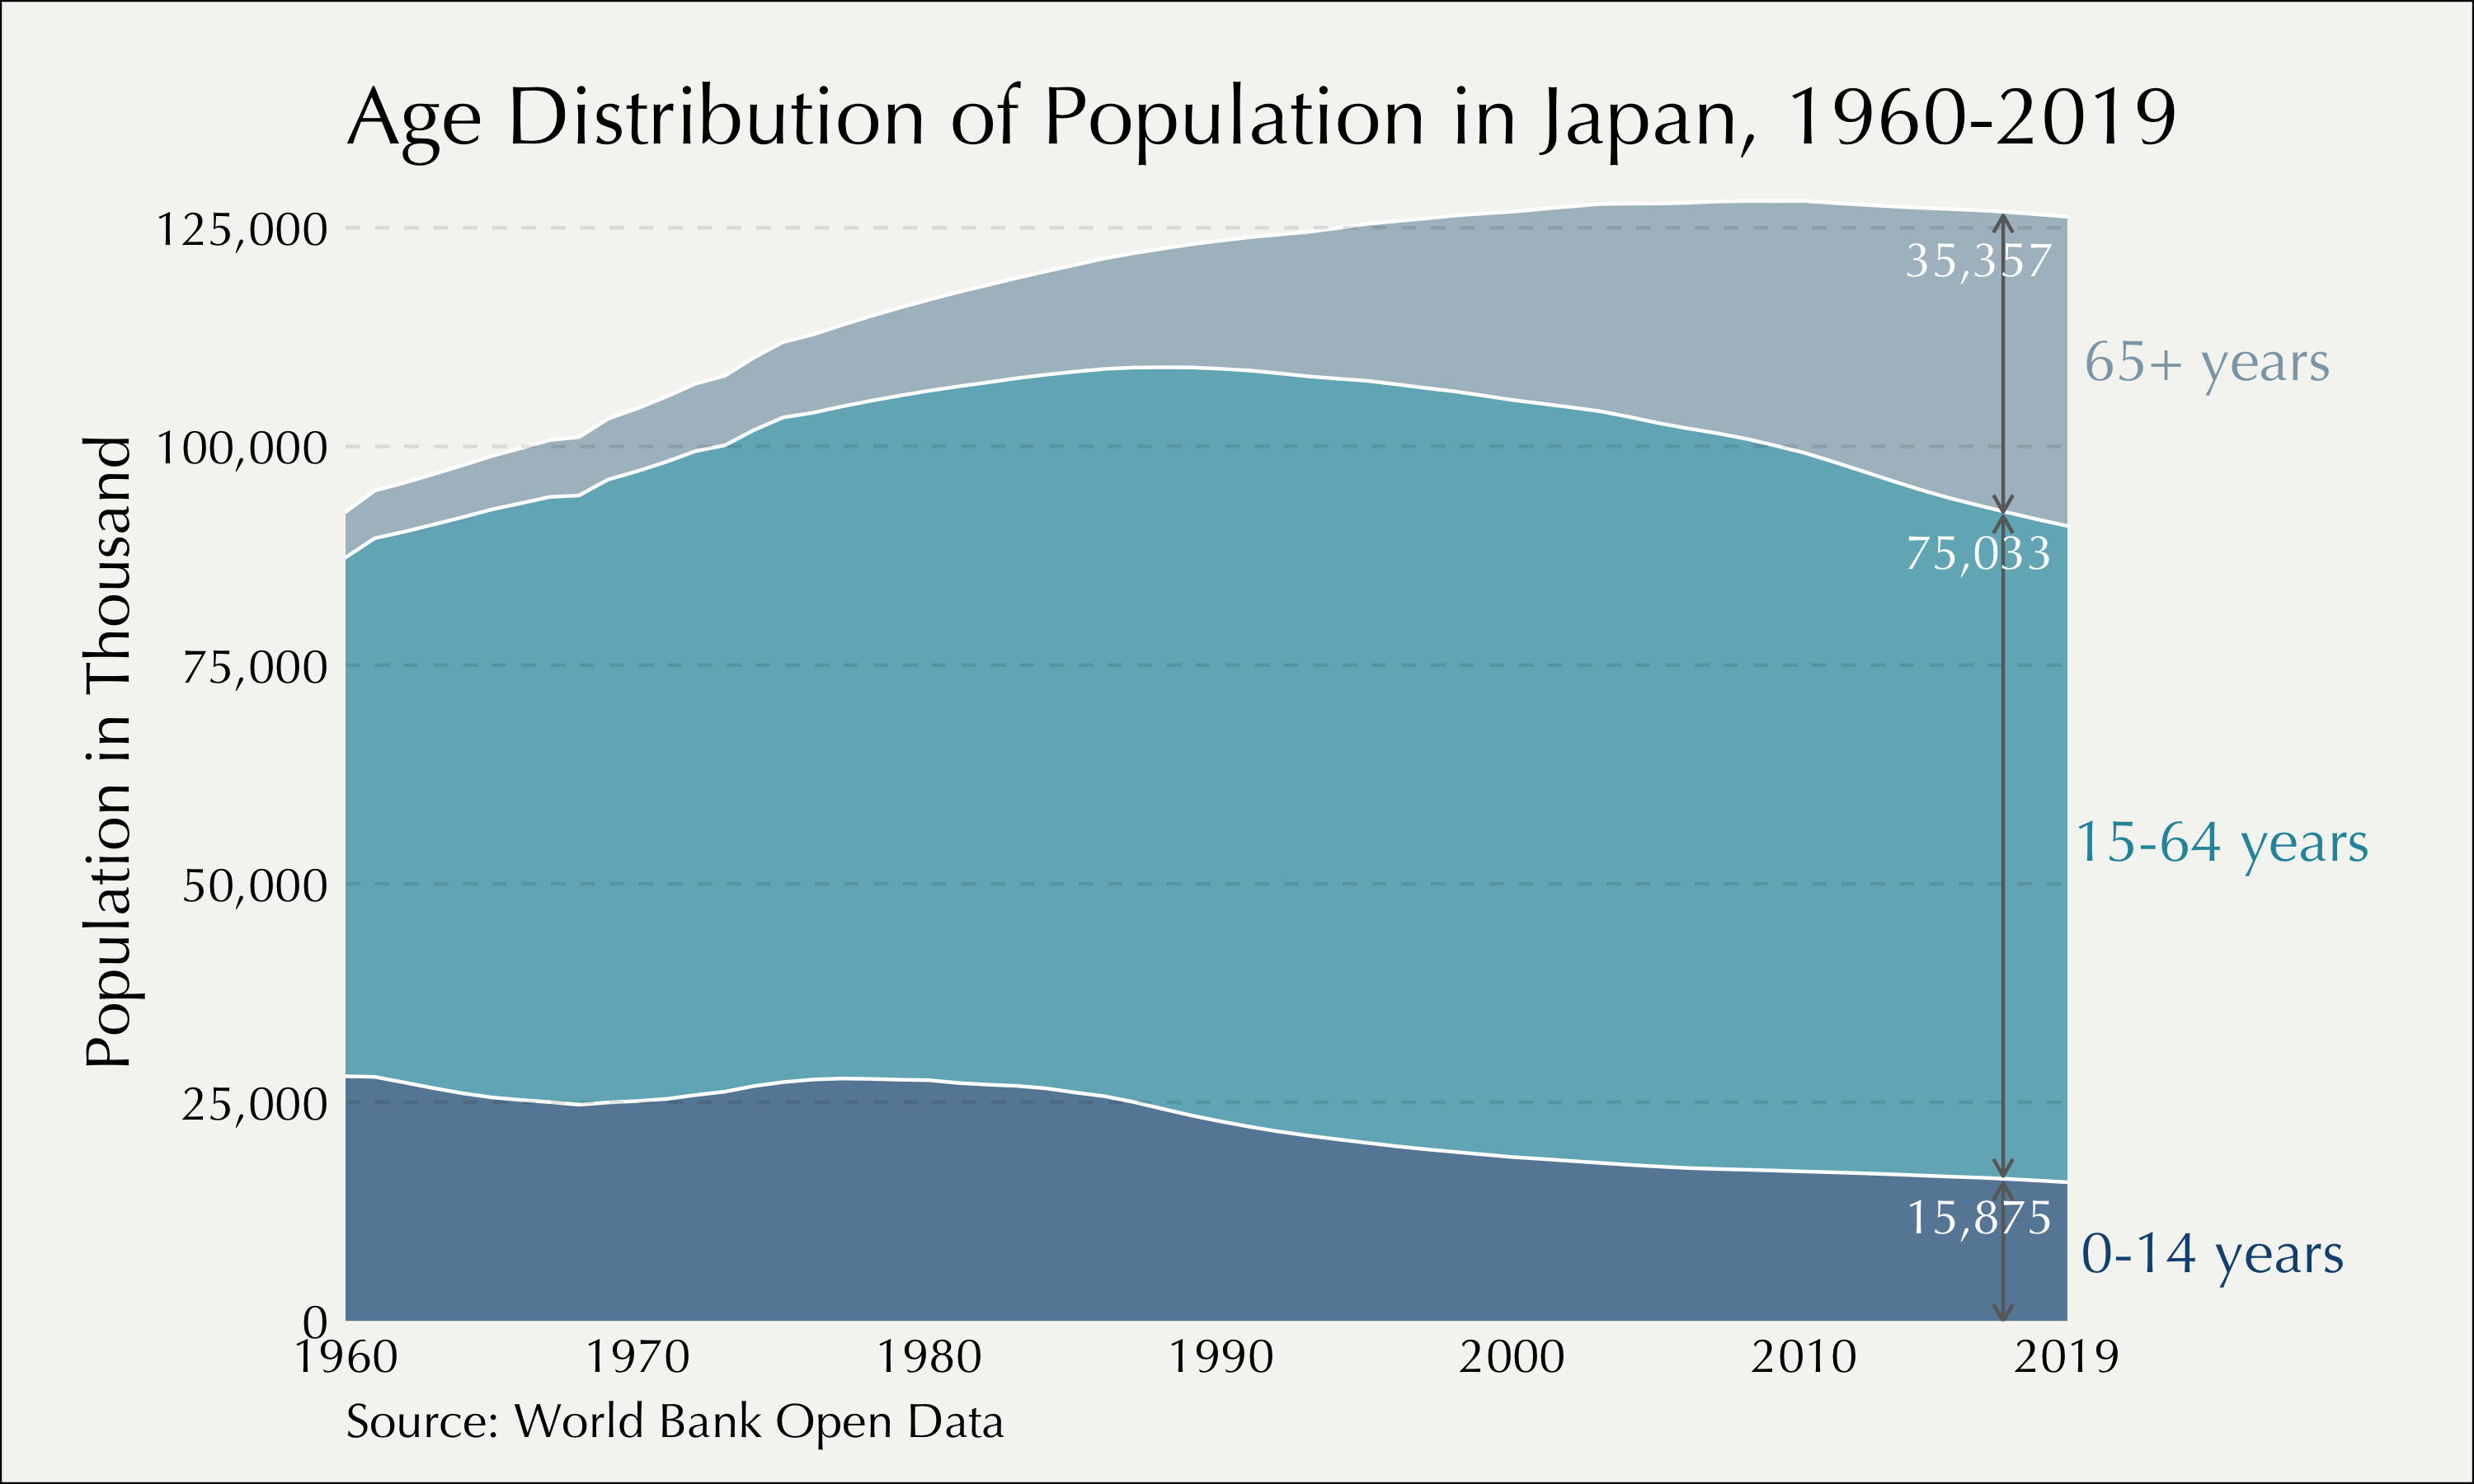 Age Distribution of Population in Japan, 1960-2019
Population in Thousand
125,000
100,000
75,000
50,000
25,000
0
35,357
75,033
15,875
65+ years
15-64 years
0-14 years
1960 1970 1980 1990 2000 2010 2019
Source: World Bank Open Data